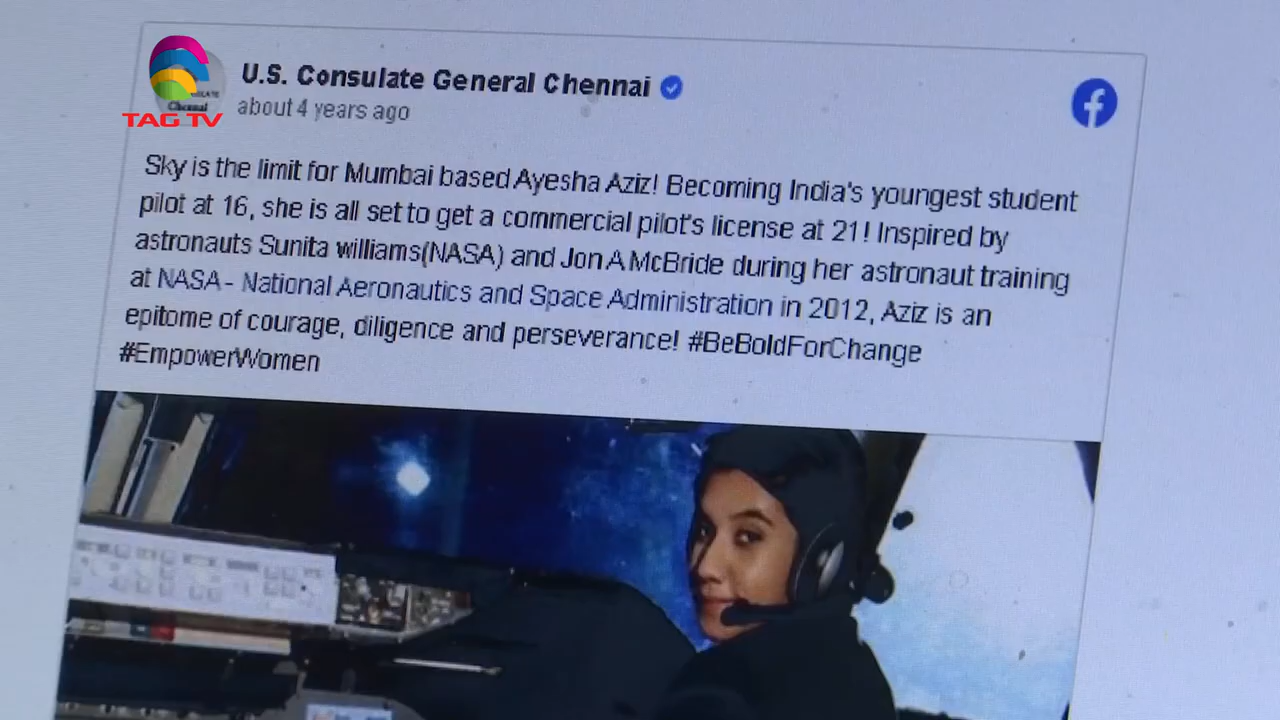 U.S. Consulate General Chennai
about 4 years ago
Chennai
TAG TV
Sky is the limit for Mumbai based Ayesha Aziz! Becoming India's youngest student
pilot at 16, she is all set to get a commercial pilot's license at 21! Inspired by
astronauts Sunita williams(NASA) and Jon A McBride during her astronaut training
at NASA - National Aeronautics and Space Administration in 2012, Aziz is an
epitome of courage, diligence and perseverance! #BeBoldForChange
#EmpowerWomen